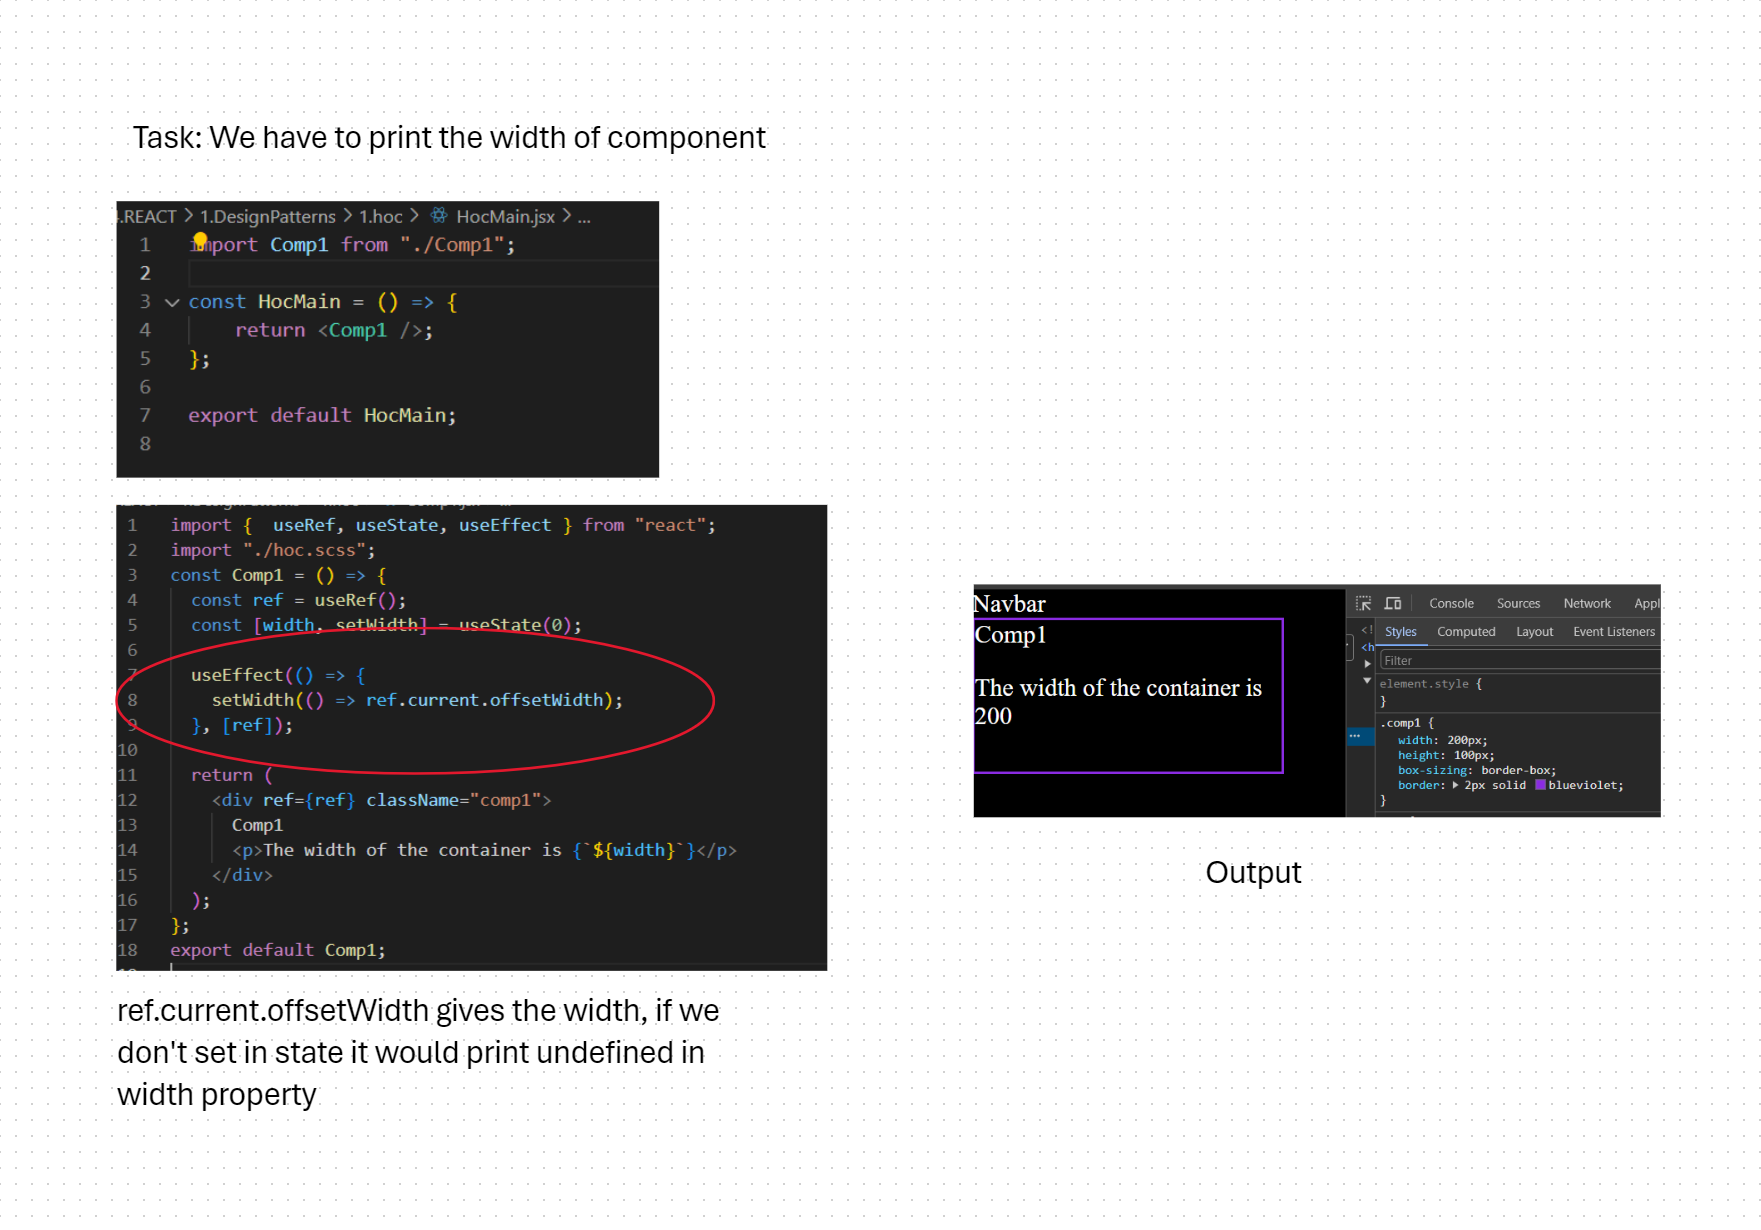 Task: We have to print the width of component
.REACT > 1.DesignPatterns > 1.hoc > HocMain.jsx > ...
1 import Comp1 from "./Comp1";
2
3 const HocMain = () => {
4 return <Comp1 />;
5 };
6
7 export default HocMain;
8
1 import {  useRef, useState, useEffect } from "react";
2 import "./hoc.scss";
3 const Comp1 = () => {
4 const ref = useRef();
5 const [width, setWidth] = useState(0);
6
7 useEffect(() => {
8 setWidth(() => ref.current.offsetWidth);
9 }, [ref]);
10
11 return (
12 <div ref={ref} className="comp1">
13 Comp1
14 <p>The width of the container is {`${width}`}</p>
15 </div>
16 );
17 };
18 export default Comp1;
ref.current.offsetWidth gives the width, if we
don't set in state it would print undefined in
width property
Navbar
Comp1
The width of the container is
200
Console Sources Network Appl
Styles Computed Layout Event Listeners
Filter
element.style {
}
.comp1 {
width: 200px;
height: 100px;
box-sizing: border-box;
border: 2px solid blueviolet;
}
<!
<h
...
Output